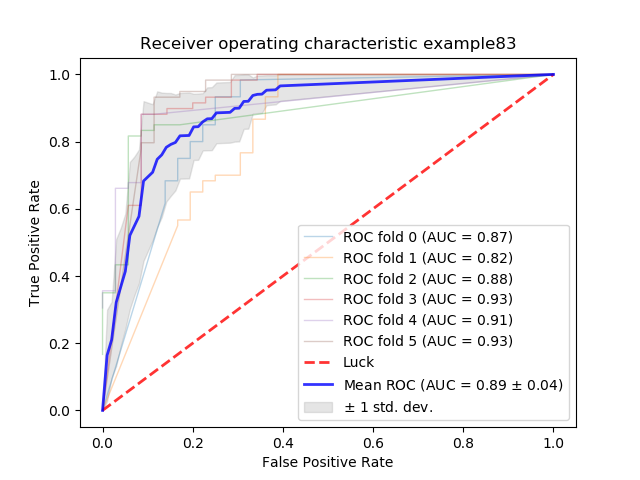 Receiver operating characteristic example83
True Positive Rate
1.0
0.8
0.6
0.4
0.2
0.0
ROC fold 0 (AUC = 0.87)
ROC fold 1 (AUC = 0.82)
ROC fold 2 (AUC = 0.88)
ROC fold 3 (AUC = 0.93)
ROC fold 4 (AUC = 0.91)
ROC fold 5 (AUC = 0.93)
Luck
Mean ROC (AUC = 0.89 ± 0.04)
± 1 std. dev.
0.0 0.2 0.4 0.6 0.8 1.0
False Positive Rate